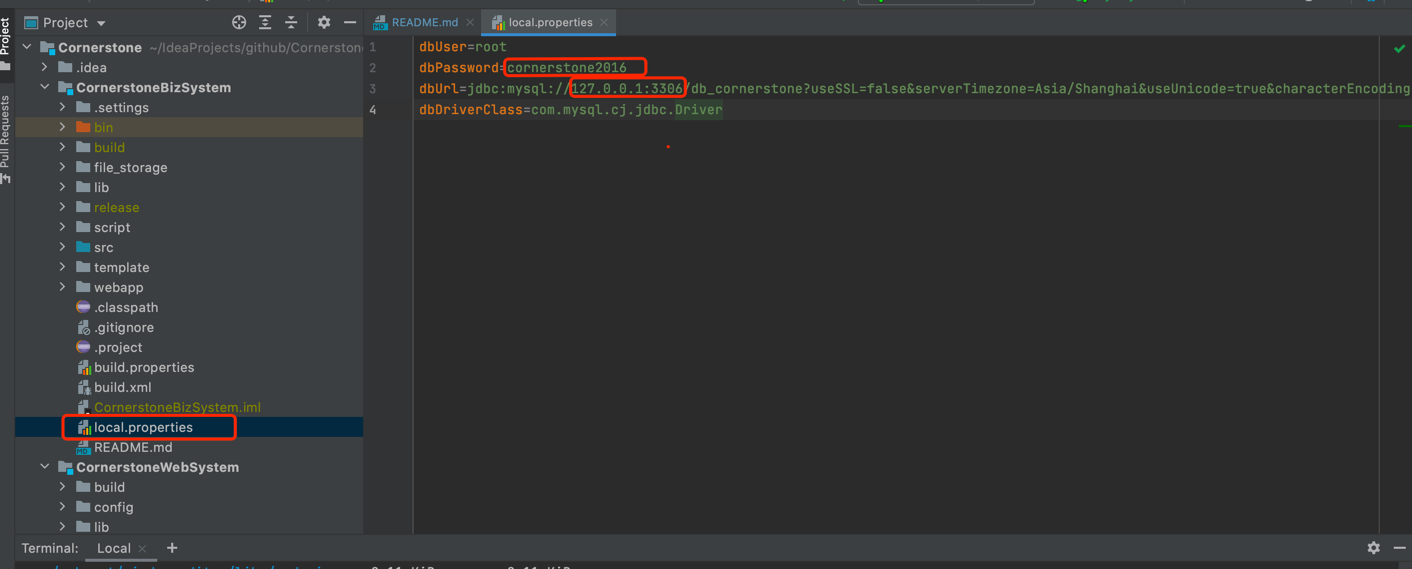 Project
README.md
local.properties
Project
Pull Requests
Cornerstone ~/IdeaProjects/github/Cornerstone
.idea
CornerstoneBizSystem
.settings
bin
build
file_storage
lib
release
script
src
template
webapp
.classpath
.gitignore
.project
build.properties
build.xml
CornerstoneBizSystem.iml
local.properties
README.md
CornerstoneWebSystem
build
config
lib
1 dbUser=root
2 dbPassword=cornerstone2016
3 dbUrl=jdbc:mysql://127.0.0.1:3306/db_cornerstone?useSSL=false&serverTimezone=Asia/Shanghai&useUnicode=true&characterEncoding
4 dbDriverClass=com.mysql.cj.jdbc.Driver
Terminal: Local +